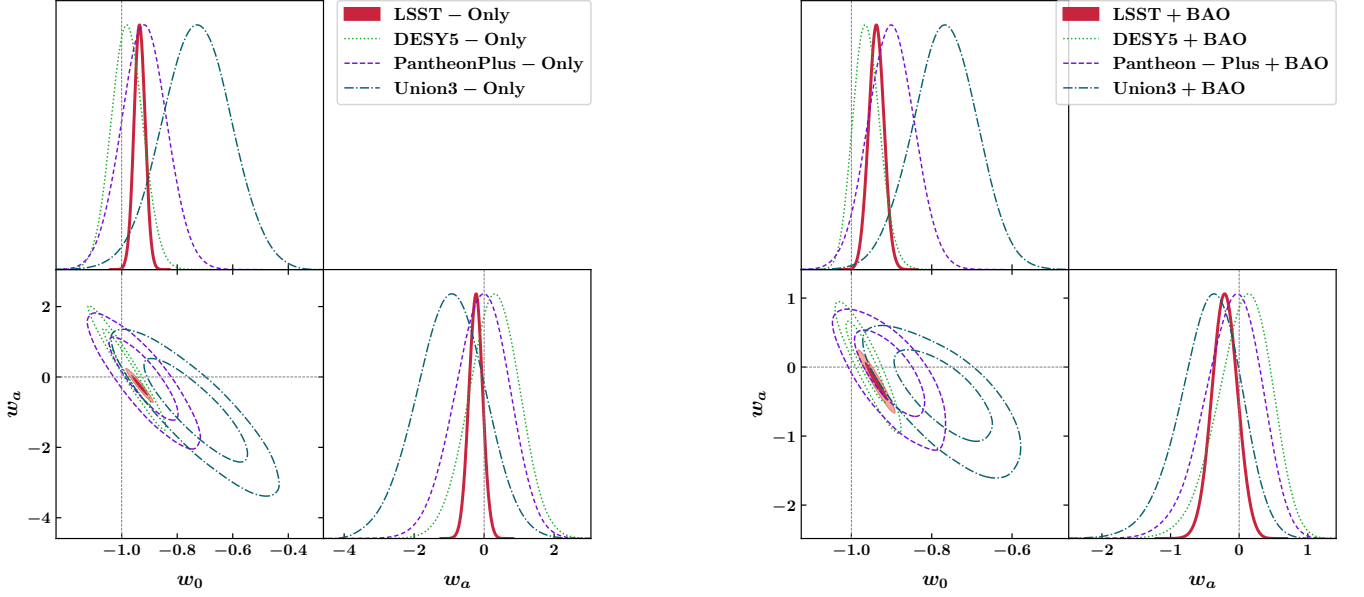 LSST − Only
DESY5 − Only
PantheonPlus − Only
Union3 − Only
2
0
−2
−4
w_a
−1.0 −0.8 −0.6 −0.4
w_0
−4 −2 0 2
w_a
LSST + BAO
DESY5 + BAO
Pantheon − Plus + BAO
Union3 + BAO
1
0
−1
−2
w_a
−1.0 −0.8 −0.6
w_0
−2 −1 0 1
w_a